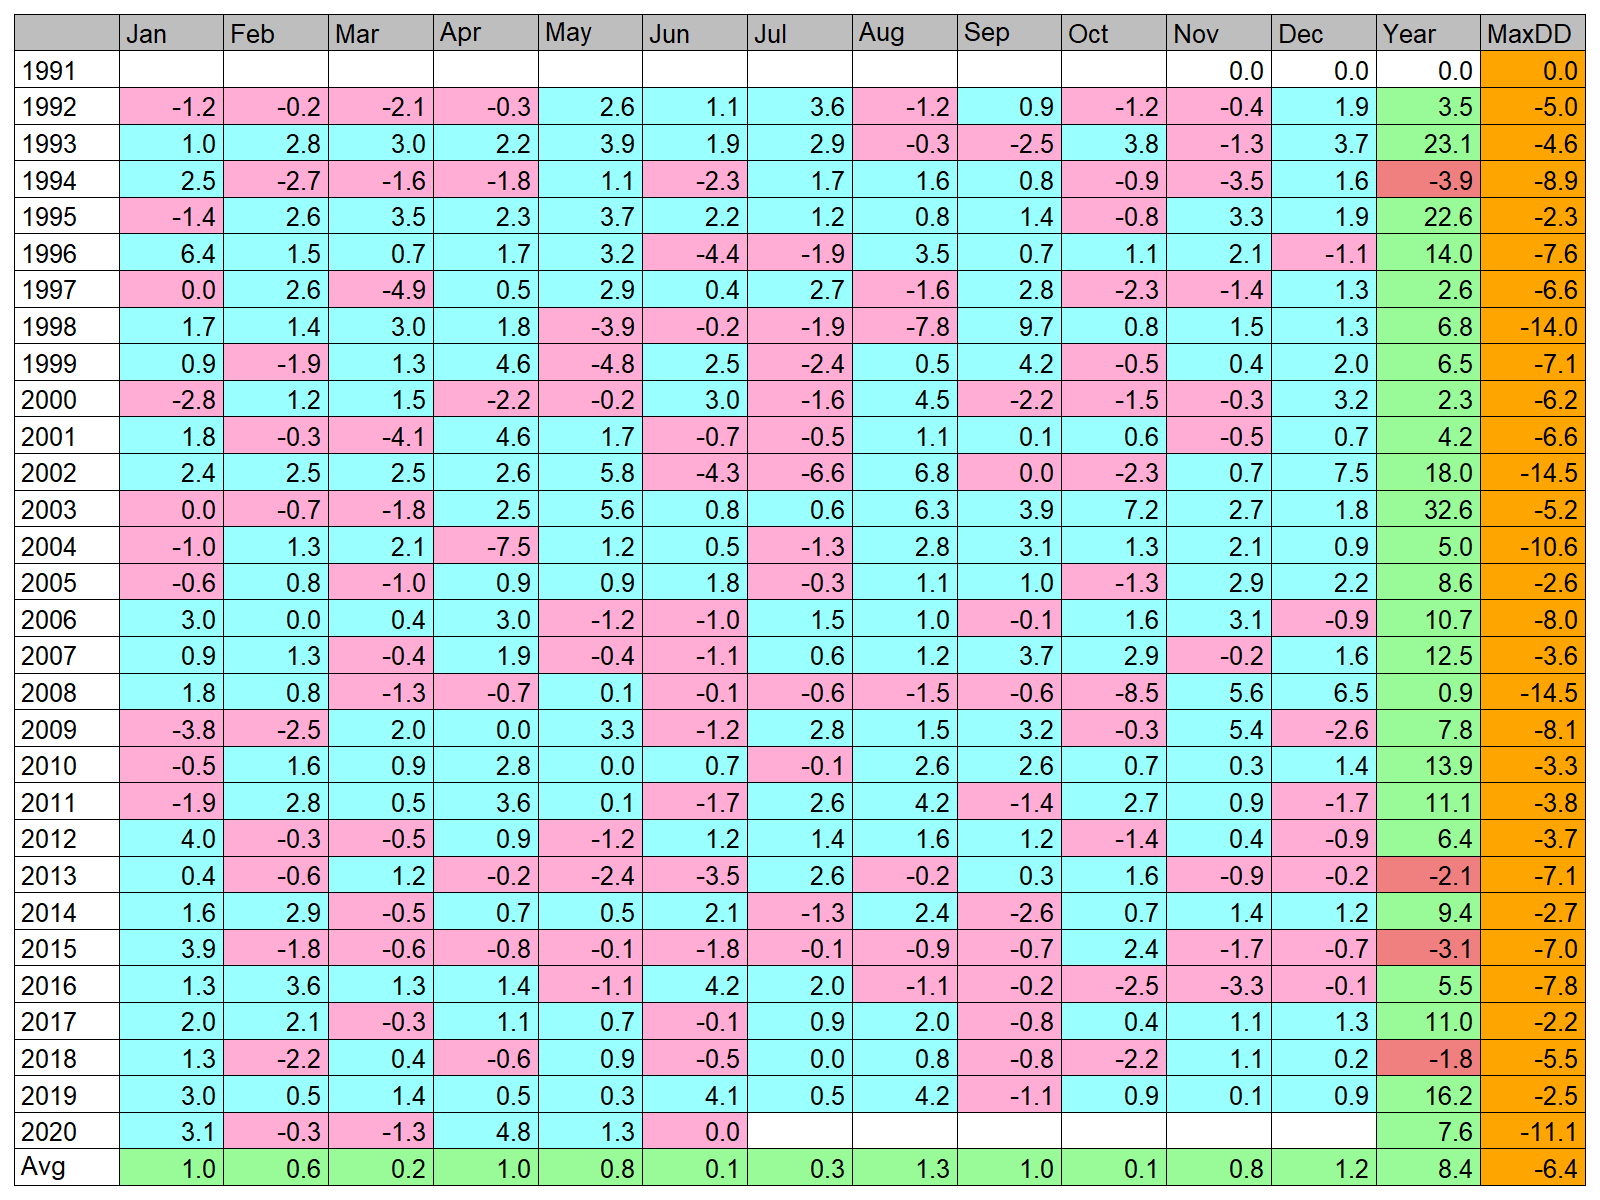 Jan Feb Mar Apr May Jun Jul Aug Sep Oct Nov Dec Year MaxDD
1991 0.0 0.0 0.0 0.0
1992 -1.2 -0.2 -2.1 -0.3 2.6 1.1 3.6 -1.2 0.9 -1.2 -0.4 1.9 3.5 -5.0
1993 1.0 2.8 3.0 2.2 3.9 1.9 2.9 -0.3 -2.5 3.8 -1.3 3.7 23.1 -4.6
1994 2.5 -2.7 -1.6 -1.8 1.1 -2.3 1.7 1.6 0.8 -0.9 -3.5 1.6 -3.9 -8.9
1995 -1.4 2.6 3.5 2.3 3.7 2.2 1.2 0.8 1.4 -0.8 3.3 1.9 22.6 -2.3
1996 6.4 1.5 0.7 1.7 3.2 -4.4 -1.9 3.5 0.7 1.1 2.1 -1.1 14.0 -7.6
1997 0.0 2.6 -4.9 0.5 2.9 0.4 2.7 -1.6 2.8 -2.3 -1.4 1.3 2.6 -6.6
1998 1.7 1.4 3.0 1.8 -3.9 -0.2 -1.9 -7.8 9.7 0.8 1.5 1.3 6.8 -14.0
1999 0.9 -1.9 1.3 4.6 -4.8 2.5 -2.4 0.5 4.2 -0.5 0.4 2.0 6.5 -7.1
2000 -2.8 1.2 1.5 -2.2 -0.2 3.0 -1.6 4.5 -2.2 -1.5 -0.3 3.2 2.3 -6.2
2001 1.8 -0.3 -4.1 4.6 1.7 -0.7 -0.5 1.1 0.1 0.6 -0.5 0.7 4.2 -6.6
2002 2.4 2.5 2.5 2.6 5.8 -4.3 -6.6 6.8 0.0 -2.3 0.7 7.5 18.0 -14.5
2003 0.0 -0.7 -1.8 2.5 5.6 0.8 0.6 6.3 3.9 7.2 2.7 1.8 32.6 -5.2
2004 -1.0 1.3 2.1 -7.5 1.2 0.5 -1.3 2.8 3.1 1.3 2.1 0.9 5.0 -10.6
2005 -0.6 0.8 -1.0 0.9 0.9 1.8 -0.3 1.1 1.0 -1.3 2.9 2.2 8.6 -2.6
2006 3.0 0.0 0.4 3.0 -1.2 -1.0 1.5 1.0 -0.1 1.6 3.1 -0.9 10.7 -8.0
2007 0.9 1.3 -0.4 1.9 -0.4 -1.1 0.6 1.2 3.7 2.9 -0.2 1.6 12.5 -3.6
2008 1.8 0.8 -1.3 -0.7 0.1 -0.1 -0.6 -1.5 -0.6 -8.5 5.6 6.5 0.9 -14.5
2009 -3.8 -2.5 2.0 0.0 3.3 -1.2 2.8 1.5 3.2 -0.3 5.4 -2.6 7.8 -8.1
2010 -0.5 1.6 0.9 2.8 0.0 0.7 -0.1 2.6 2.6 0.7 0.3 1.4 13.9 -3.3
2011 -1.9 2.8 0.5 3.6 0.1 -1.7 2.6 4.2 -1.4 2.7 0.9 -1.7 11.1 -3.8
2012 4.0 -0.3 -0.5 0.9 -1.2 1.2 1.4 1.6 1.2 -1.4 0.4 -0.9 6.4 -3.7
2013 0.4 -0.6 1.2 -0.2 -2.4 -3.5 2.6 -0.2 0.3 1.6 -0.9 -0.2 -2.1 -7.1
2014 1.6 2.9 -0.5 0.7 0.5 2.1 -1.3 2.4 -2.6 0.7 1.4 1.2 9.4 -2.7
2015 3.9 -1.8 -0.6 -0.8 -0.1 -1.8 -0.1 -0.9 -0.7 2.4 -1.7 -0.7 -3.1 -7.0
2016 1.3 3.6 1.3 1.4 -1.1 4.2 2.0 -1.1 -0.2 -2.5 -3.3 -0.1 5.5 -7.8
2017 2.0 2.1 -0.3 1.1 0.7 -0.1 0.9 2.0 -0.8 0.4 1.1 1.3 11.0 -2.2
2018 1.3 -2.2 0.4 -0.6 0.9 -0.5 0.0 0.8 -0.8 -2.2 1.1 0.2 -1.8 -5.5
2019 3.0 0.5 1.4 0.5 0.3 4.1 0.5 4.2 -1.1 0.9 0.1 0.9 16.2 -2.5
2020 3.1 -0.3 -1.3 4.8 1.3 0.0 7.6 -11.1
Avg 1.0 0.6 0.2 1.0 0.8 0.1 0.3 1.3 1.0 0.1 0.8 1.2 8.4 -6.4